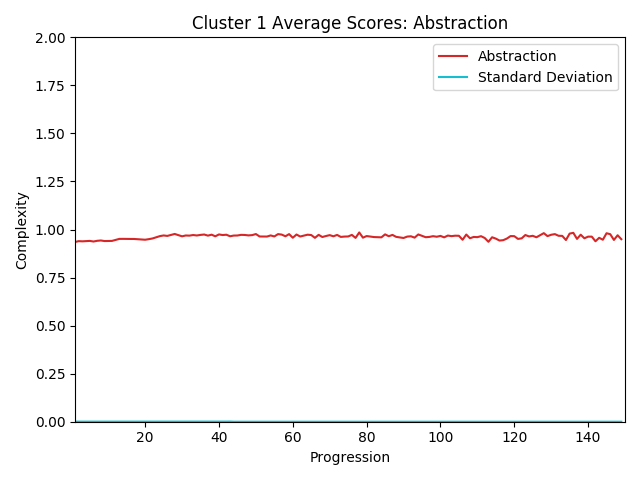 Cluster 1 Average Scores: Abstraction
2.00
1.75
1.50
1.25
1.00
0.75
0.50
0.25
0.00
Complexity
Abstraction
Standard Deviation
20 40 60 80 100 120 140
Progression